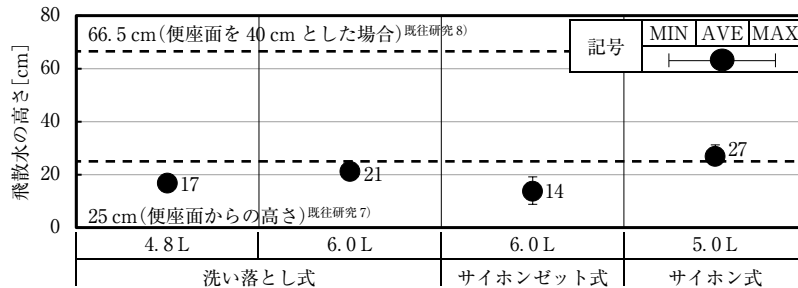 飛散水の高さ[cm]
80
60
40
20
0
66.5 cm(便座面を 40 cm とした場合)既往研究 8)
記号 MIN AVE MAX
17
21
14
27
25 cm(便座面からの高さ)既往研究 7)
4.8 L 6.0 L 6.0 L 5.0 L
洗い落とし式 サイホンゼット式 サイホン式